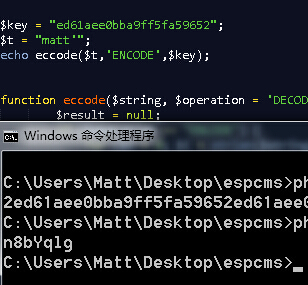 $key = "ed61aee0bba9ff5fa59652";
$t = "matt'";
echo eccode($t,'ENCODE',$key);
function eccode($string, $operation = 'DECOD
$result = null;
Windows 命令处理程序
C:\Users\Matt\Desktop\espcms>ph
2ed61aee0bba9ff5fa59652ed61aee0
C:\Users\Matt\Desktop\espcms>ph
n8bYqlg
C:\Users\Matt\Desktop\espcms>_